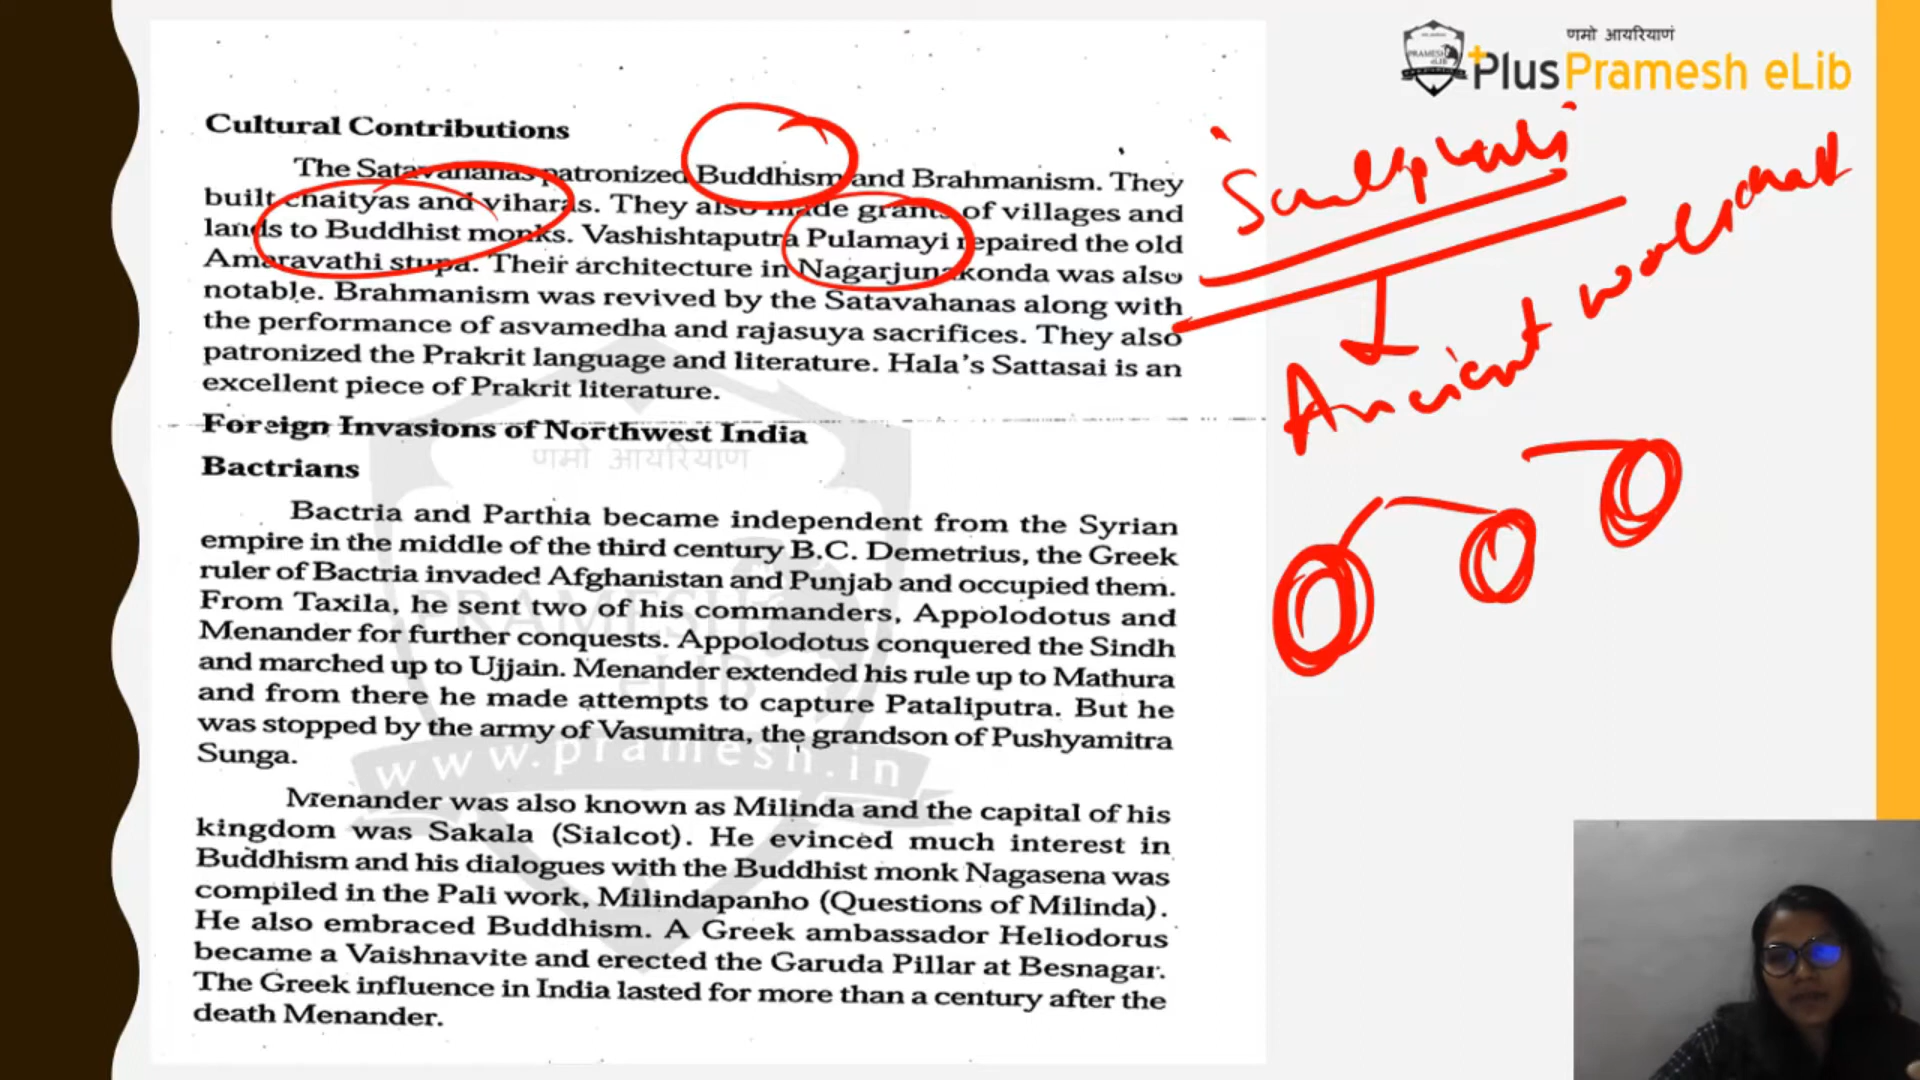 णमो आयरियाणं
PRAMESH
eLIB
PlusPramesh eLib
Cultural Contributions
The Satavahanas patronized Buddhism and Brahmanism. They
built chaityas and viharas. They also made grants of villages and
lands to Buddhist monks. Vashishtaputra Pulamayi repaired the old
Amaravathi stupa. Their architecture in Nagarjunakonda was also
notable. Brahmanism was revived by the Satavahanas along with
the performance of asvamedha and rajasuya sacrifices. They also
patronized the Prakrit language and literature. Hala's Sattasai is an
excellent piece of Prakrit literature.
Foreign Invasions of Northwest India
णमो आयरियाण
Bactrians
Bactria and Parthia became independent from the Syrian
empire in the middle of the third century B.C. Demetrius, the Greek
ruler of Bactria invaded Afghanistan and Punjab and occupied them.
From Taxila, he sent two of his commanders, Appolodotus and
Menander for further conquests. Appolodotus conquered the Sindh
and marched up to Ujjain. Menander extended his rule up to Mathura
and from there he made attempts to capture Pataliputra. But he
was stopped by the army of Vasumitra, the grandson of Pushyamitra
Sunga.
PRAMESH
eLIB
www.pramesh.in
Menander was also known as Milinda and the capital of his
kingdom was Sakala (Sialcot). He evinced much interest in
Buddhism and his dialogues with the Buddhist monk Nagasena was
compiled in the Pali work, Milindapanho (Questions of Milinda).
He also embraced Buddhism. A Greek ambassador Heliodorus
became a Vaishnavite and erected the Garuda Pillar at Besnagar.
The Greek influence in India lasted for more than a century after the
death Menander.
Ancient